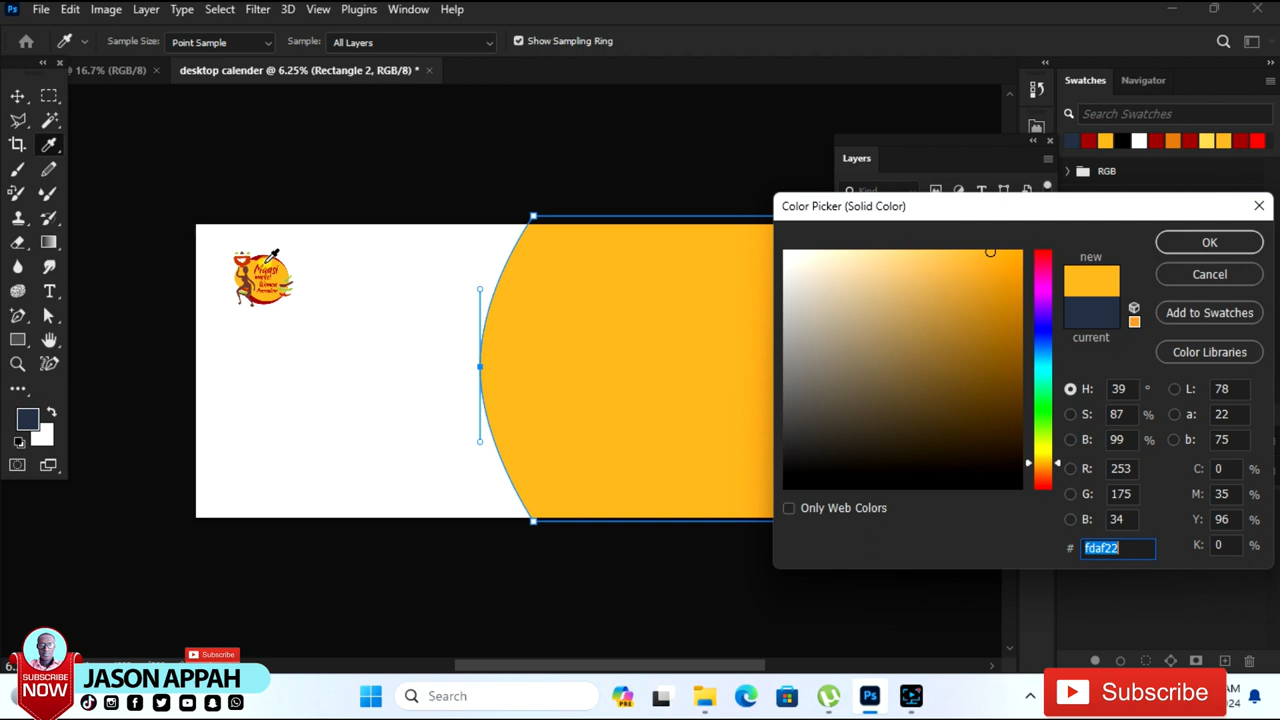 Ps File Edit Image Layer Type Select Filter 3D View Plugins Window Help
Sample Size: Point Sample Sample: All Layers Show Sampling Ring
@ 16.7% (RGB/8) × desktop calender @ 6.25% (Rectangle 2, RGB/8) * ×
Swatches Navigator
Search Swatches
Layers
RGB
Kind
Color Picker (Solid Color)
OK
new
Cancel
Add to Swatches
current
Color Libraries
H: 39 ° L: 78
S: 87 % a: 22
B: 99 % b: 75
R: 253 C: 0 %
G: 175 M: 35 %
B: 34 Y: 96 %
# fdaf22 K: 0 %
Only Web Colors
Subscribe
SUBSCRIBE
NOW
JASON APPAH
Search
PRE
Ps
Subscribe